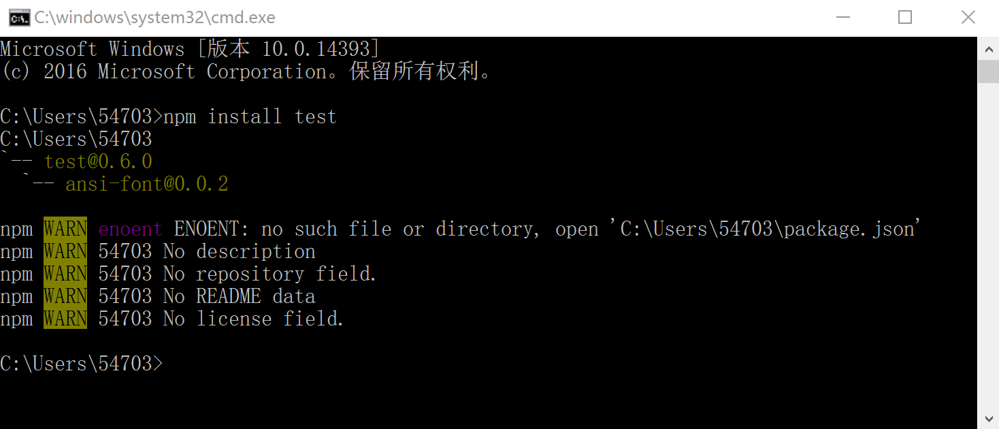 C:\windows\system32\cmd.exe
Microsoft Windows [版本 10.0.14393]
(c) 2016 Microsoft Corporation。保留所有权利。
C:\Users\54703>npm install test
C:\Users\54703
`-- test@0.6.0
  `-- ansi-font@0.0.2
npm WARN enoent ENOENT: no such file or directory, open 'C:\Users\54703\package.json'
npm WARN 54703 No description
npm WARN 54703 No repository field.
npm WARN 54703 No README data
npm WARN 54703 No license field.
C:\Users\54703>